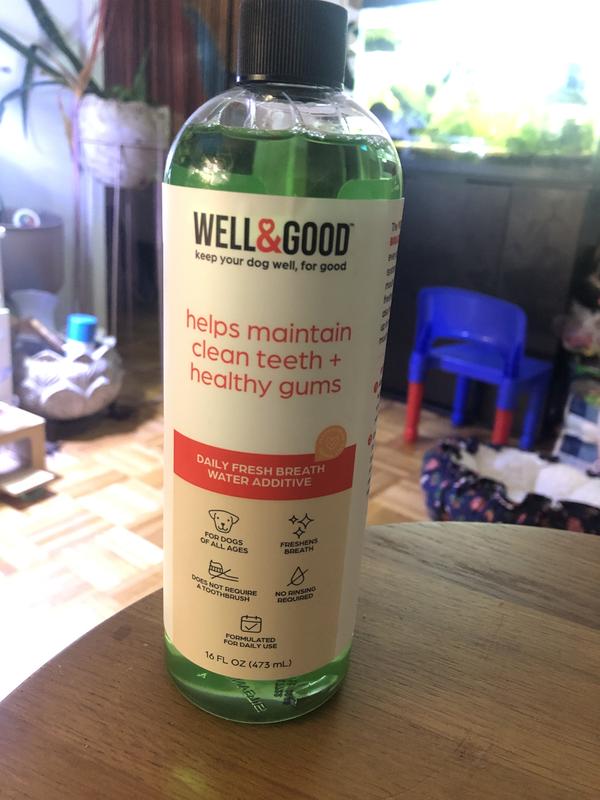 WELL&GOOD™
keep your dog well, for good
helps maintain
clean teeth +
healthy gums
DAILY FRESH BREATH
WATER ADDITIVE
FOR DOGS
OF ALL AGES
FRESHENS
BREATH
DOES NOT REQUIRE
A TOOTHBRUSH
NO RINSING
REQUIRED
FORMULATED
FOR DAILY USE
16 FL OZ (473 mL)